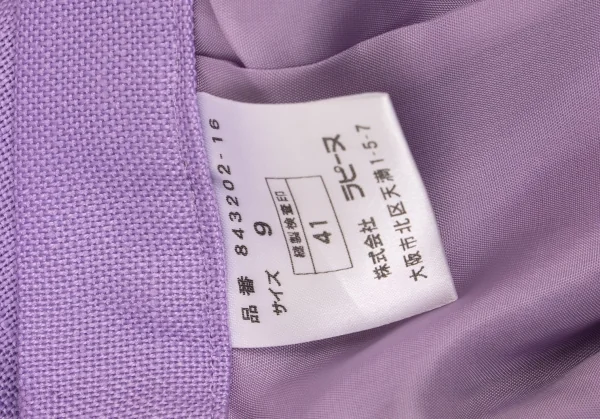 品番 843202-16
サイズ 9
縫製検査印
41
株式会社 ラピーヌ
大阪市北区天満1-5-7